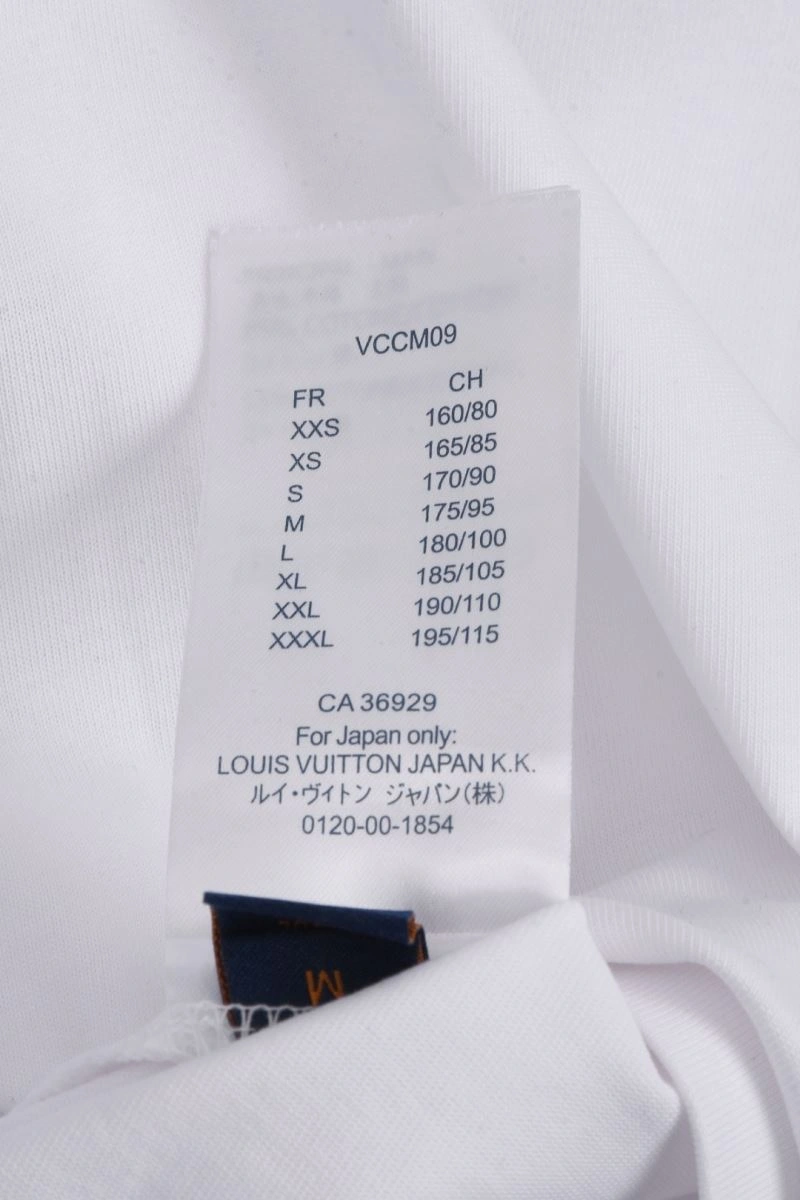 VCCM09
FR CH
XXS 160/80
XS 165/85
S 170/90
M 175/95
L 180/100
XL 185/105
XXL 190/110
XXXL 195/115
CA 36929
For Japan only:
LOUIS VUITTON JAPAN K.K.
ルイ・ヴィトン ジャパン(株)
0120-00-1854
M